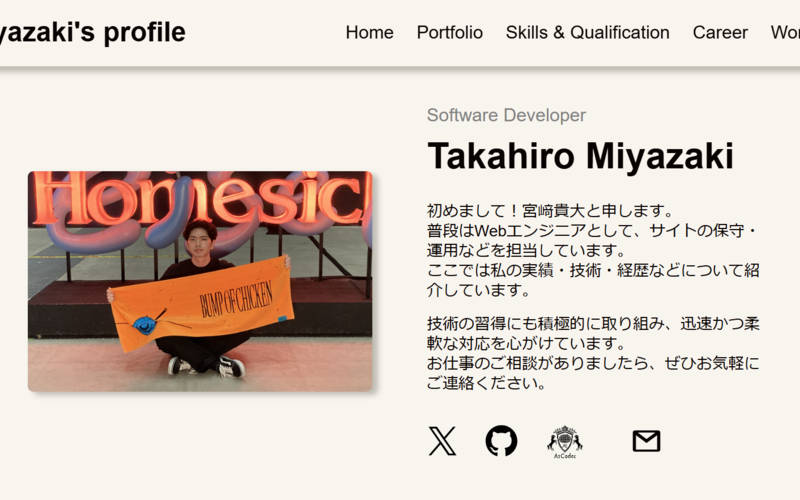 yazaki's profile
Home Portfolio Skills & Qualification Career Wor
Software Developer
Takahiro Miyazaki
Homesic
BUMP OF CHICKEN
初めまして！宮﨑貴大と申します。
普段はWebエンジニアとして、サイトの保守・
運用などを担当しています。
ここでは私の実績・技術・経歴などについて紹
介しています。
技術の習得にも積極的に取り組み、迅速かつ柔
軟な対応を心がけています。
お仕事のご相談がありましたら、ぜひお気軽に
ご連絡ください。
AtCoder